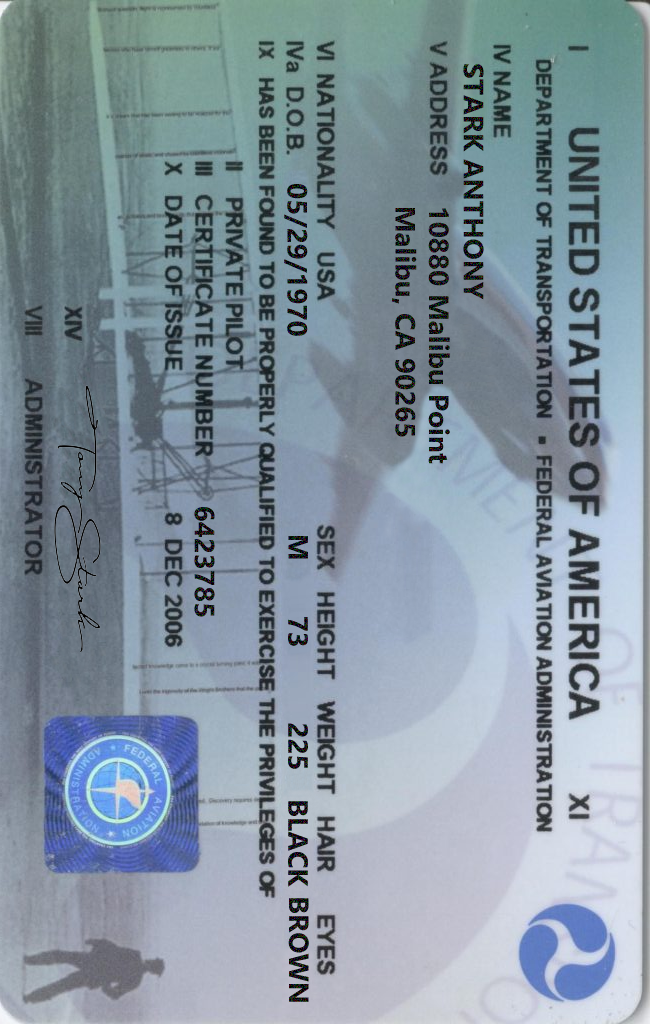 I UNITED STATES OF AMERICA XI
DEPARTMENT OF TRANSPORTATION • FEDERAL AVIATION ADMINISTRATION
IV NAME
STARK ANTHONY
V ADDRESS 10880 Malibu Point
Malibu, CA 90265
VI NATIONALITY USA SEX HEIGHT WEIGHT HAIR EYES
IVa D.O.B. 05/29/1970 M 73 225 BLACK BROWN
IX HAS BEEN FOUND TO BE PROPERLY QUALIFIED TO EXERCISE THE PRIVILEGES OF
II PRIVATE PILOT
III CERTIFICATE NUMBER 6423785
X DATE OF ISSUE 8 DEC 2006
XIV Tony Stark
VIII ADMINISTRATOR
FEDERAL AVIATION ADMINISTRATION